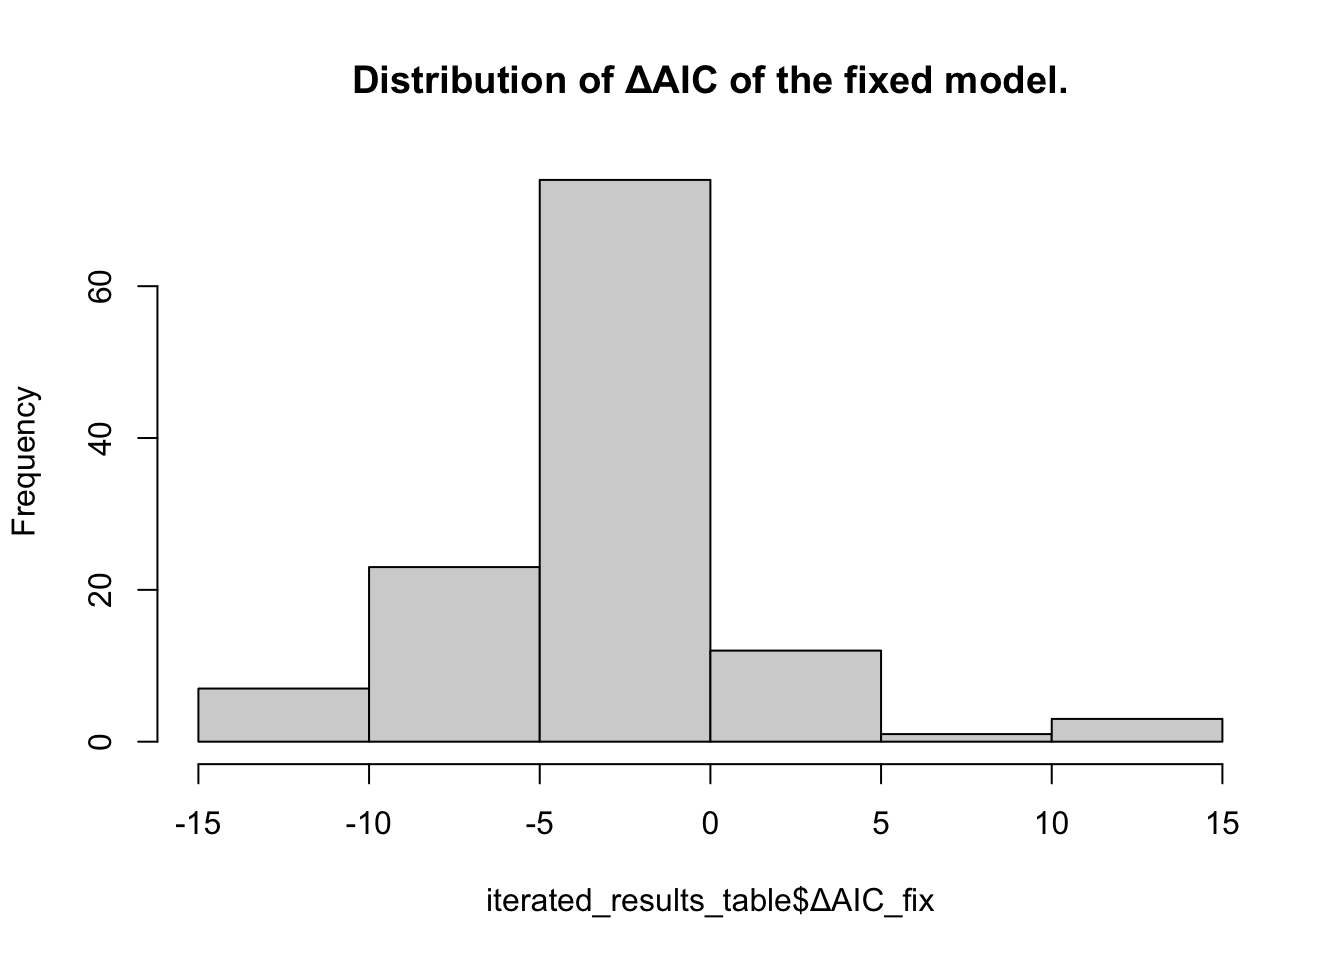 Distribution of ΔAIC of the fixed model.
Frequency
60
40
20
0
-15 -10 -5 0 5 10 15
iterated_results_table$ΔAIC_fix